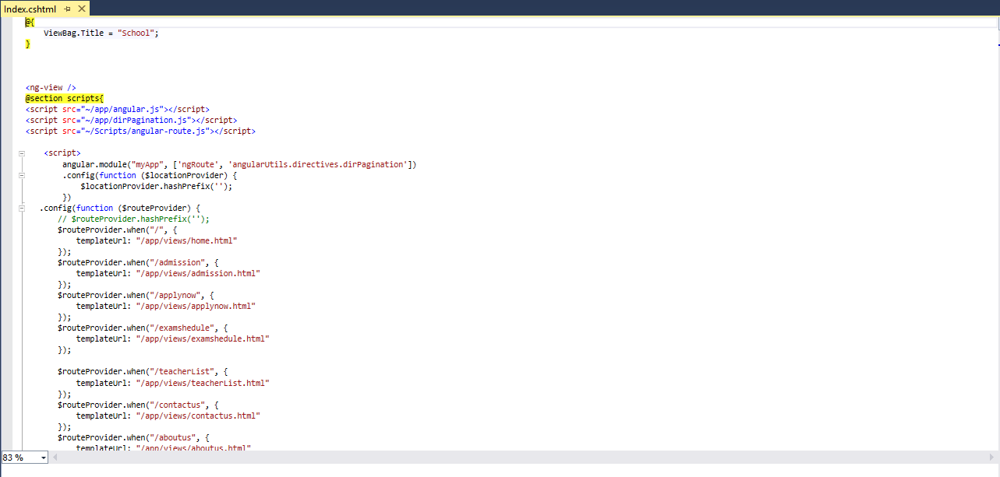 Index.cshtml
@{
    ViewBag.Title = "School";
}
<ng-view />
@section scripts{
<script src="~/app/angular.js"></script>
<script src="~/app/dirPagination.js"></script>
<script src="~/Scripts/angular-route.js"></script>
    <script>
        angular.module("myApp", ['ngRoute', 'angularUtils.directives.dirPagination'])
        .config(function ($locationProvider) {
            $locationProvider.hashPrefix('');
        })
   .config(function ($routeProvider) {
       // $routeProvider.hashPrefix('');
       $routeProvider.when("/", {
           templateUrl: "/app/views/home.html"
       });
       $routeProvider.when("/admission", {
           templateUrl: "/app/views/admission.html"
       });
       $routeProvider.when("/applynow", {
           templateUrl: "/app/views/applynow.html"
       });
       $routeProvider.when("/examshedule", {
           templateUrl: "/app/views/examshedule.html"
       });
       $routeProvider.when("/teacherList", {
           templateUrl: "/app/views/teacherList.html"
       });
       $routeProvider.when("/contactus", {
           templateUrl: "/app/views/contactus.html"
       });
       $routeProvider.when("/aboutus", {
           templateUrl: "/app/views/aboutus.html"
83 %